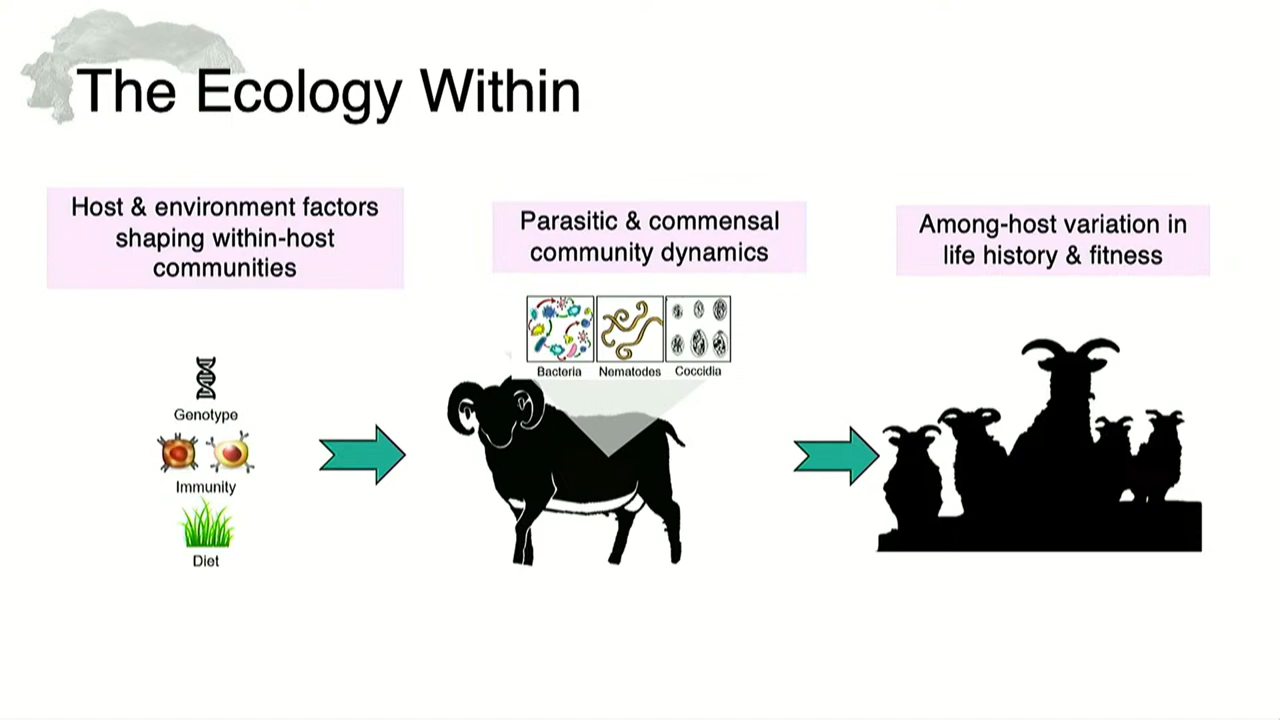 The Ecology Within
Host & environment factors
shaping within-host
communities
Genotype
Immunity
Diet
Parasitic & commensal
community dynamics
Bacteria
Nematodes
Coccidia
Among-host variation in
life history & fitness